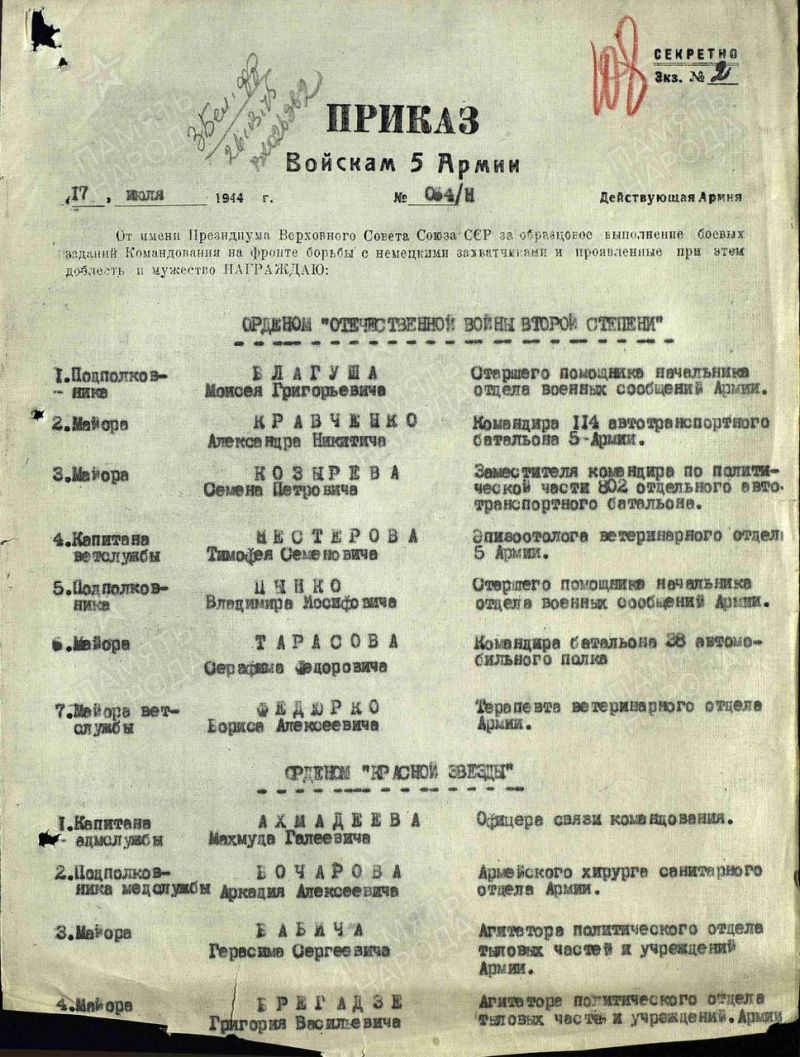 СЕКРЕТНО
Экз. № 2
108
3 Бел. ФР
ПРИКАЗ
Войскам 5 Армии
„17„ июля 1944 г. № 064/Н Действующая Армия
От имени Президиума Верховного Совета Союза ССР за образцовое выполнение боевых
заданий Командования на фронте борьбы с немецкими захватчиками и проявленные при этом
доблесть и мужество НАГРАЖДАЮ:
ОРДЕНОМ "ОТЕЧЕСТВЕННОЙ ВОЙНЫ ВТОРОЙ СТЕПЕНИ"
1.Подполков- БЛАГУША Старшего помощника начальника
- ника Моисея Григорьевича отдела военных сообщений Армии.
2.Майора КРАВЧЕНКО Командира 114 автотранспортного
Александра Никитича батальона 5-Армии.
3.Майора КОЗЫРЕВА Заместителя командира по полити-
Семена Петровича ческой части 802 отдельного авто-
транспортного батальона.
4.Капитана НЕСТЕРОВА Эпизоотолога ветеринарного отдел
ветслужбы Тимофея Семеновича 5 Армии.
5.Подполков- Старшего помощника начальника
ника Владимира Иосифовича отдела военных сообщений Армии.
6.Майора ТАРАСОВА Командира батальона 38 автомо-
Серафима Федоровича бильного полка
7.Майора вет- ФЕДЮРКО Терапевта ветеринарного отдела
службы Бориса Алексеевича Армии.
ОРДЕНОМ "КРАСНОЙ ЗВЕЗДЫ"
1.Капитана АХМАДЕЕВА Офицера связи командования.
- адмслужбы Махмуда Галеевича
2.Подполков- БОЧАРОВА Армейского хирурга санитарного
ника медслужбы Аркадия Алексеевича отдела Армии.
3.Майора БАБИЧА Агитатора политического отдела
Герасима Сергеевича тыловых частей и учреждений
Армии.
4.Майора БРЕГАДЗЕ Агитатора политического отдела
Григория Васильевича тыловых часте и учреждений.Армии